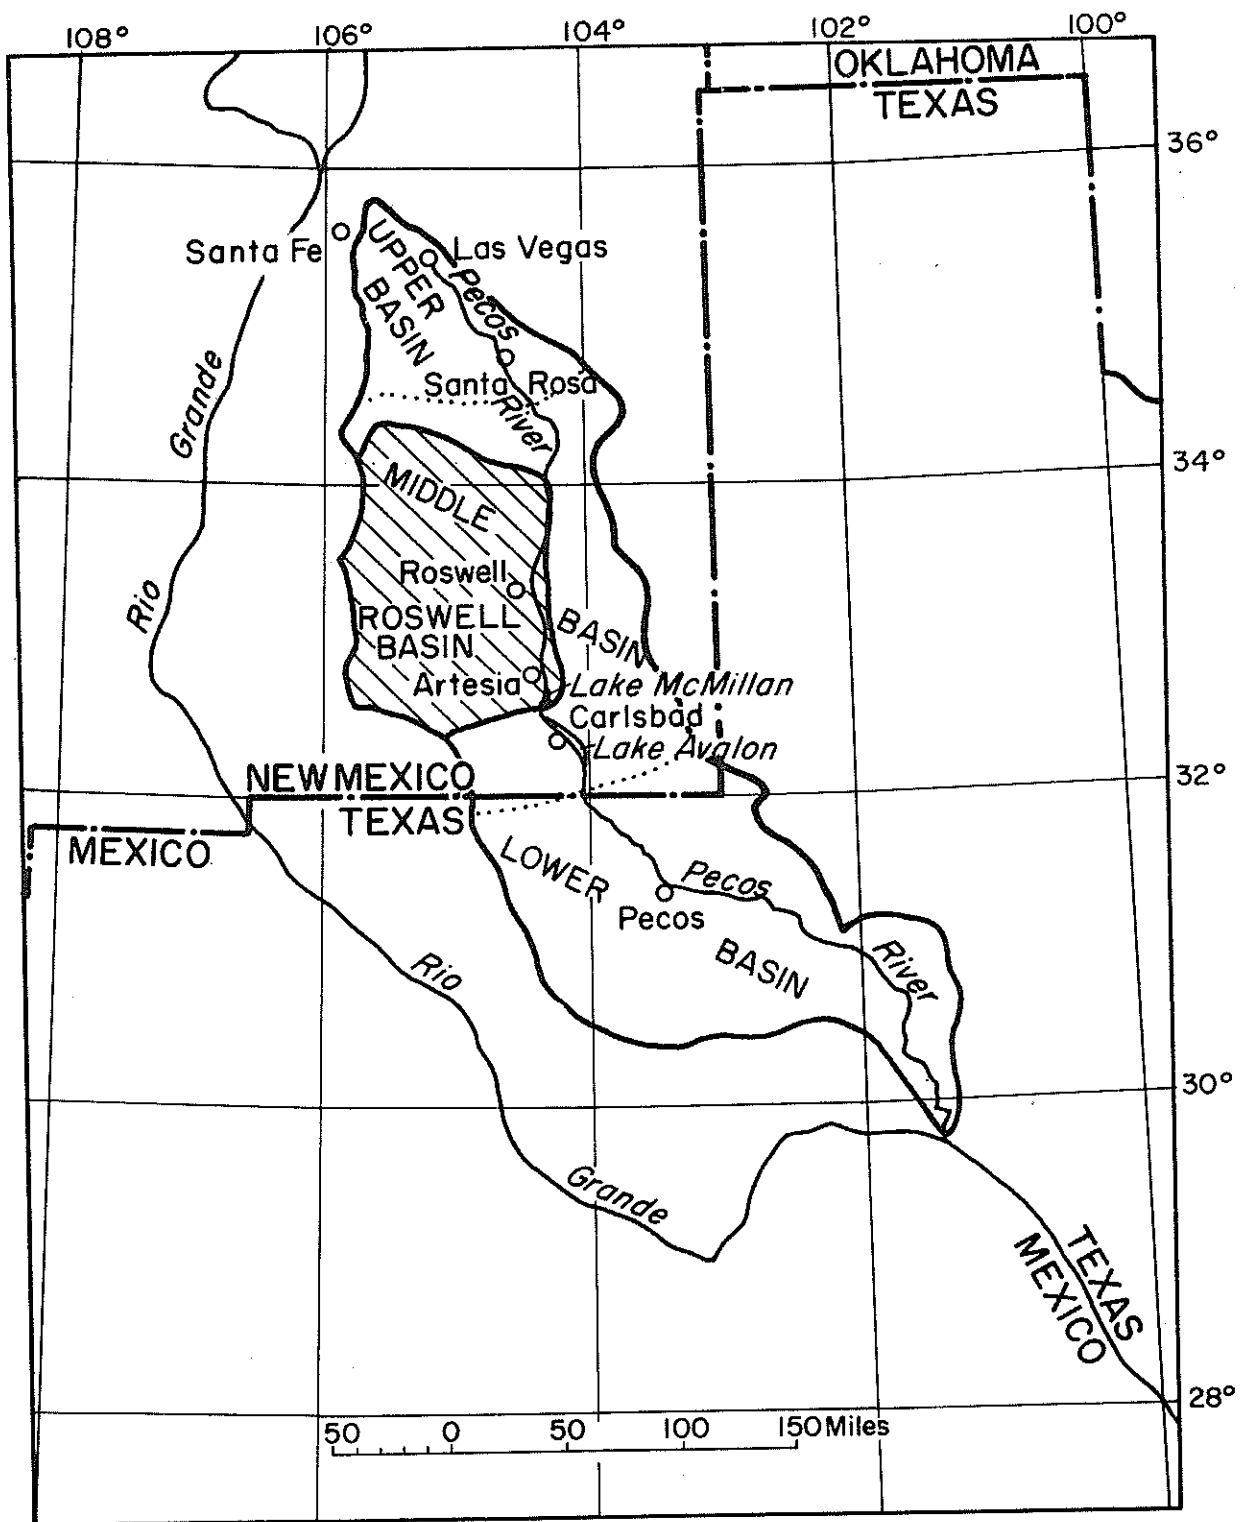 108° 106° 104° 102° 100°
OKLAHOMA
TEXAS
36°
Santa Fe
Las Vegas
UPPER
BASIN
Pecos
River
Santa Rosa
Grande
34°
MIDDLE
Roswell
Rio
ROSWELL
BASIN
BASIN
Artesia
Lake McMillan
Carlsbad
Lake Avalon
NEW MEXICO
TEXAS
32°
MEXICO
LOWER
Pecos
Pecos
BASIN
River
Rio
30°
Grande
TEXAS
MEXICO
28°
50 0 50 100 150 Miles